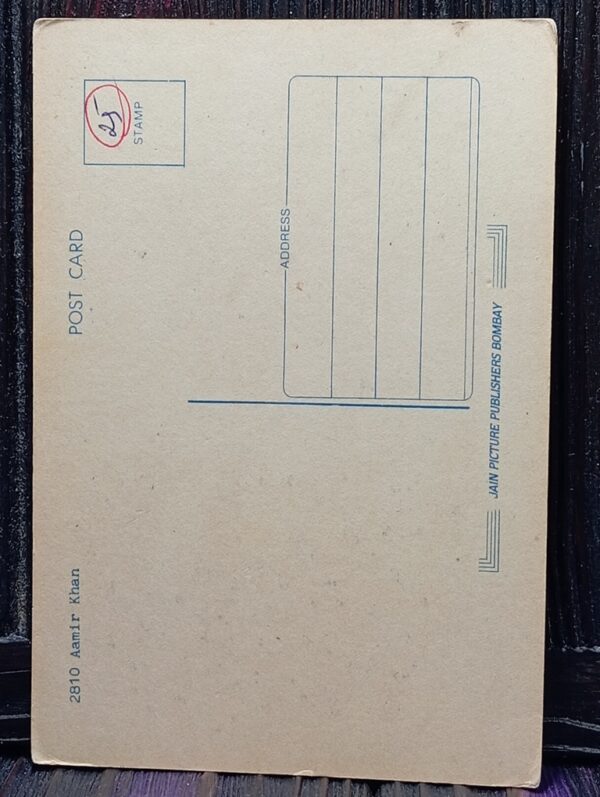 2810 Aamir Khan
POST CARD
25
STAMP
ADDRESS
JAIN PICTURE PUBLISHERS BOMBAY